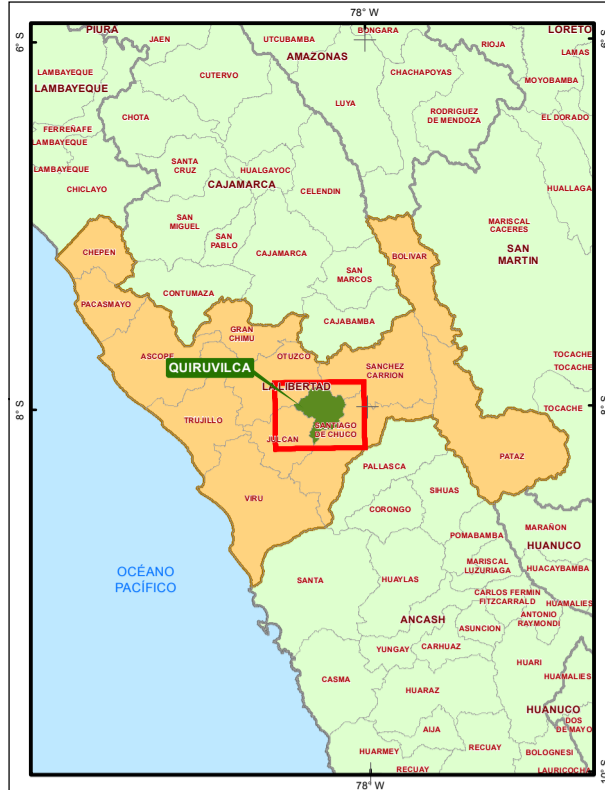 78° W
PIURA
JAEN
UTCUBAMBA
BONGARA
LORETO
6° S
6° S
RIOJA
LAMAS
AMAZONAS
LAMBAYEQUE
CUTERVO
CHACHAPOYAS
MOYOBAMBA
LAMBAYEQUE
LUYA
RODRIGUEZ
DE MENDOZA
CHOTA
EL DORADO
FERREÑAFE
LAMBAYEQUE
SANTA
CRUZ
HUALGAYOC
LAMBAYEQUE
CHICLAYO
CAJAMARCA
CELENDIN
HUALLAGA
SAN
MIGUEL
SAN
PABLO
MARISCAL
CACERES
CHEPEN
CAJAMARCA
BOLIVAR
SAN
MARTIN
SAN
MARCOS
PACASMAYO
CONTUMAZA
CAJABAMBA
GRAN
CHIMU
ASCOPE
OTUZCO
TOCACHE
TOCACHE
QUIRUVILCA
SANCHEZ
CARRION
LA LIBERTAD
TOCACHE
8° S
8° S
TRUJILLO
SANTIAGO
DE CHUCO
JULCAN
PATAZ
PALLASCA
SIHUAS
VIRU
CORONGO
MARAÑON
POMABAMBA
HUANUCO
OCÉANO
PACÍFICO
SANTA
HUAYLAS
MARISCAL
LUZURIAGA
HUACAYBAMBA
CARLOS FERMIN
FITZCARRALD
HUAMALIES
ANCASH
ASUNCION
ANTONIO
RAYMONDI
YUNGAY
CARHUAZ
HUARI
CASMA
HUAMALIES
HUARAZ
HUANUCO
AIJA
DOS
DE MAYO
HUARMEY
RECUAY
BOLOGNESI
RECUAY
LAURICOCHA
10° S
78° W